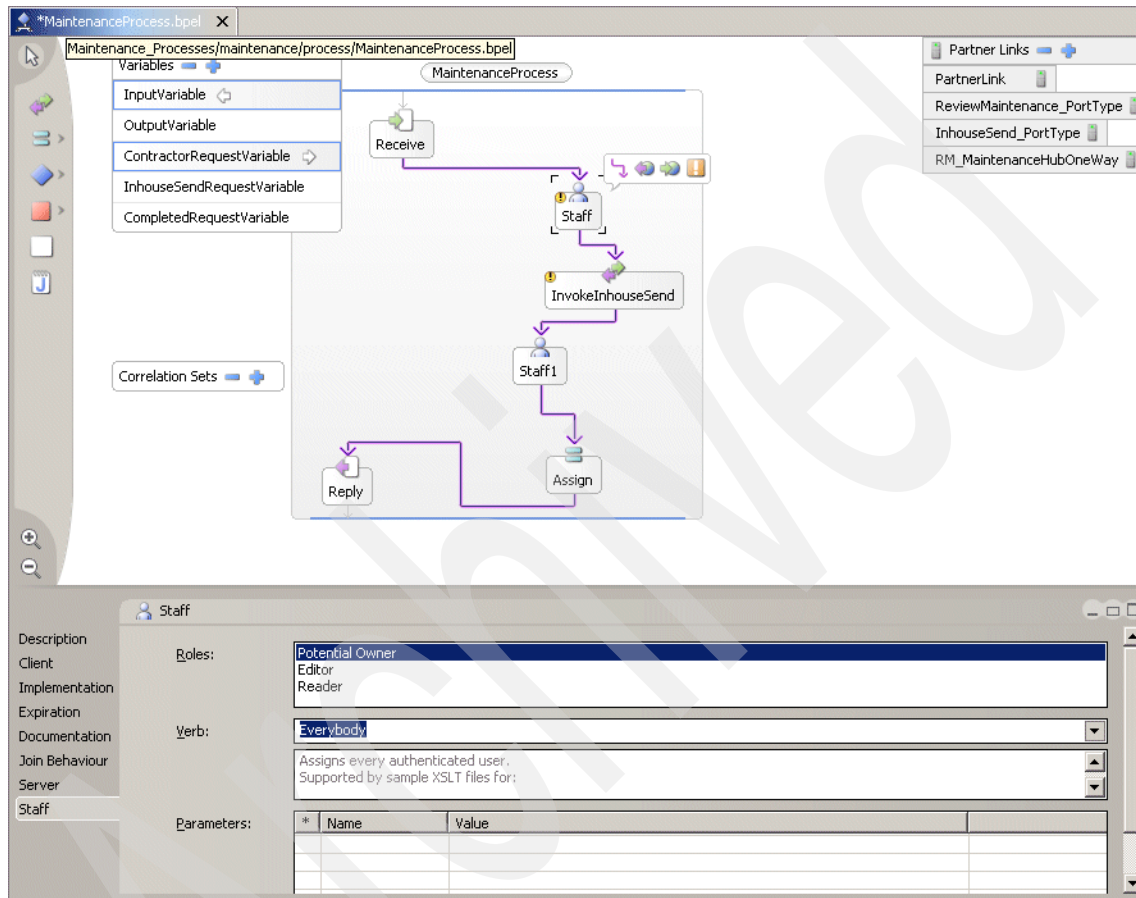 *MaintenanceProcess.bpel X
Maintenance_Processes/maintenance/process/MaintenanceProcess.bpel
Variables
InputVariable
OutputVariable
ContractorRequestVariable
InhouseSendRequestVariable
CompletedRequestVariable
Correlation Sets
MaintenanceProcess
Receive
Staff
InvokeInhouseSend
Staff1
Assign
Reply
Partner Links
PartnerLink
ReviewMaintenance_PortType
InhouseSend_PortType
RM_MaintenanceHubOneWay
Staff
Description
Client
Implementation
Expiration
Documentation
Join Behaviour
Server
Staff
Roles:
Potential Owner
Editor
Reader
Verb:
Everybody
Assigns every authenticated user.
Supported by sample XSLT files for:
Parameters:
* Name Value
Archived